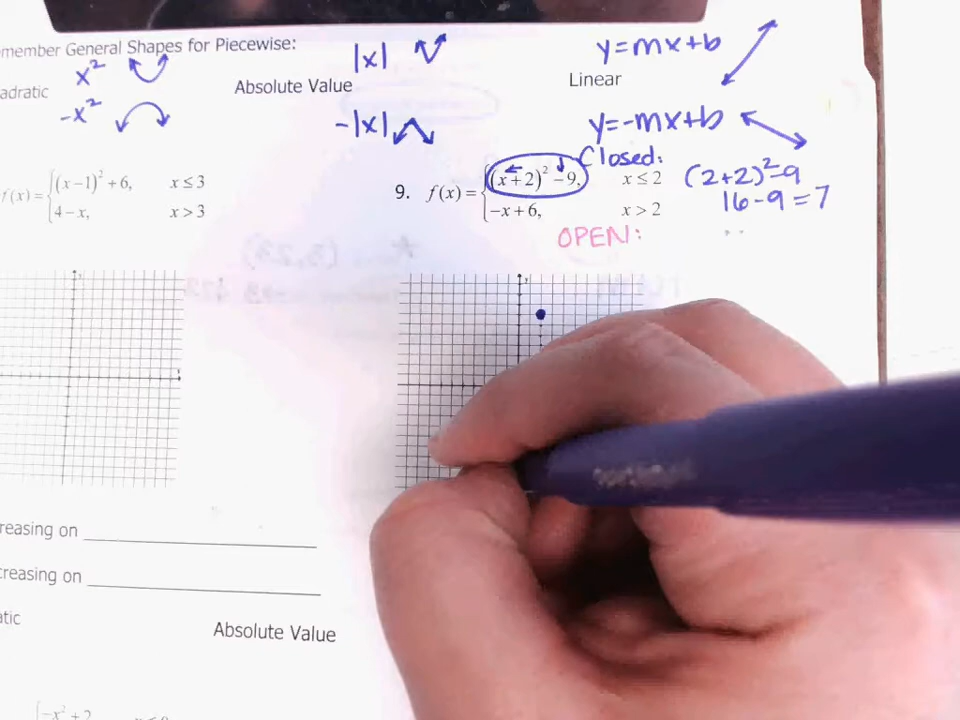 member General Shapes for Piecewise:
adratic x² -x²
Absolute Value |x| -|x|
Linear y=mx+b y=-mx+b
f(x) = { (x−1)² + 6, x ≤ 3
4 − x, x > 3
9. f(x) = { (x+2)² − 9, x ≤ 2
−x + 6, x > 2
Closed:
(2+2)²-9
16-9=7
OPEN:
y
y
reasing on
creasing on
atic
Absolute Value